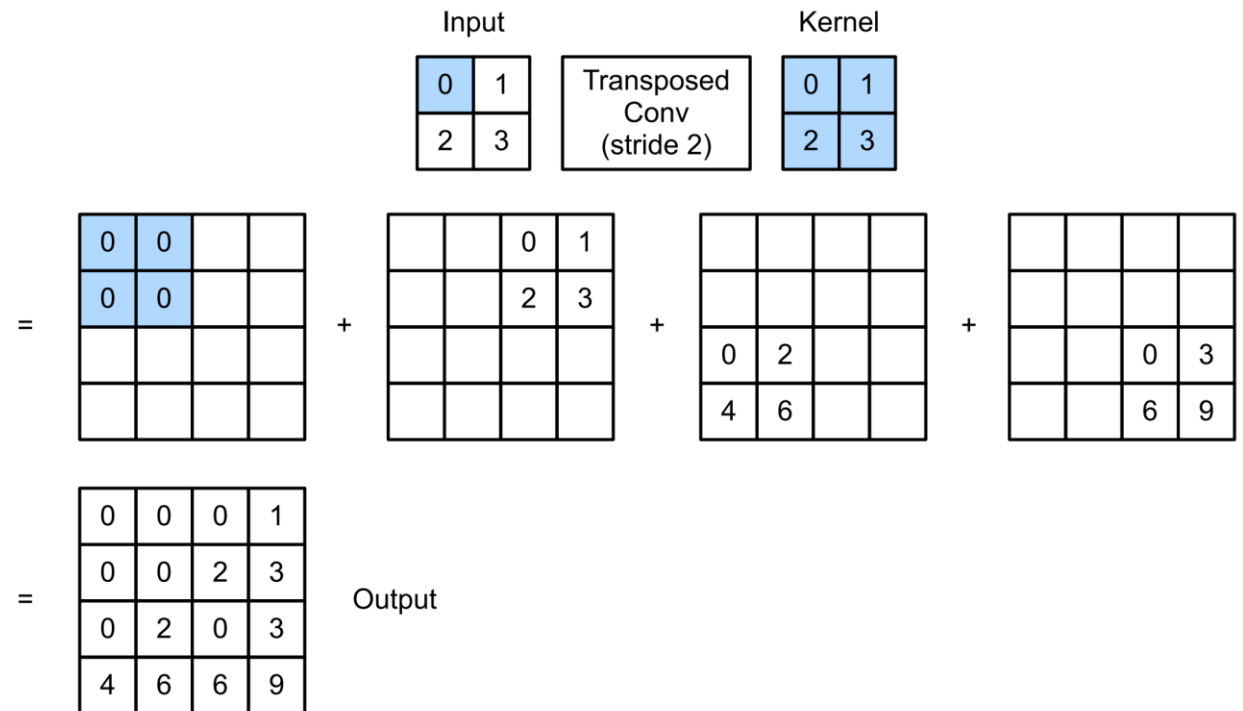 Input Kernel
0 1 Transposed 0 1
Conv
2 3 (stride 2) 2 3
0 0 0 1
0 0 2 3
= + + +
0 2 0 3
4 6 6 9
0 0 0 1
0 0 2 3
= Output
0 2 0 3
4 6 6 9